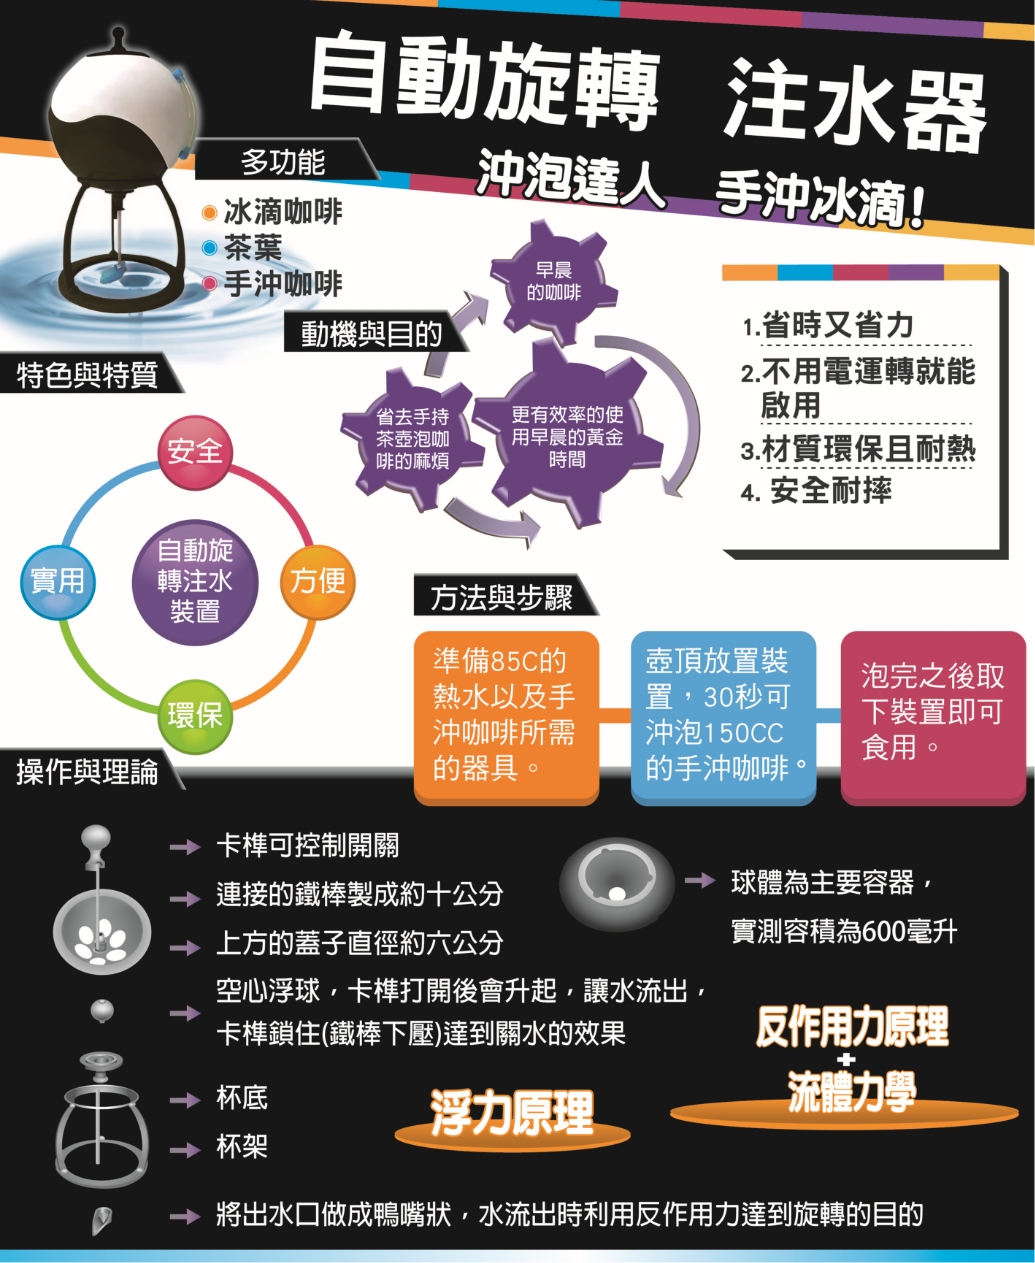 自動旋轉 注水器
沖泡達人 手沖冰滴!
多功能
冰滴咖啡
茶葉
手沖咖啡
動機與目的
早晨
的咖啡
省去手持
茶壺泡咖
啡的麻煩
更有效率的使
用早晨的黃金
時間
1.省時又省力
2.不用電運轉就能
啟用
3.材質環保且耐熱
4. 安全耐摔
特色與特質
安全
實用
自動旋
轉注水
裝置
方便
環保
方法與步驟
準備85C的
熱水以及手
沖咖啡所需
的器具。
壺頂放置裝
置，30秒可
沖泡150CC
的手沖咖啡。
泡完之後取
下裝置即可
食用。
操作與理論
卡榫可控制開關
連接的鐵棒製成約十公分
上方的蓋子直徑約六公分
空心浮球，卡榫打開後會升起，讓水流出，
卡榫鎖住(鐵棒下壓)達到關水的效果
杯底
杯架
將出水口做成鴨嘴狀，水流出時利用反作用力達到旋轉的目的
球體為主要容器，
實測容積為600毫升
浮力原理
反作用力原理
+
流體力學